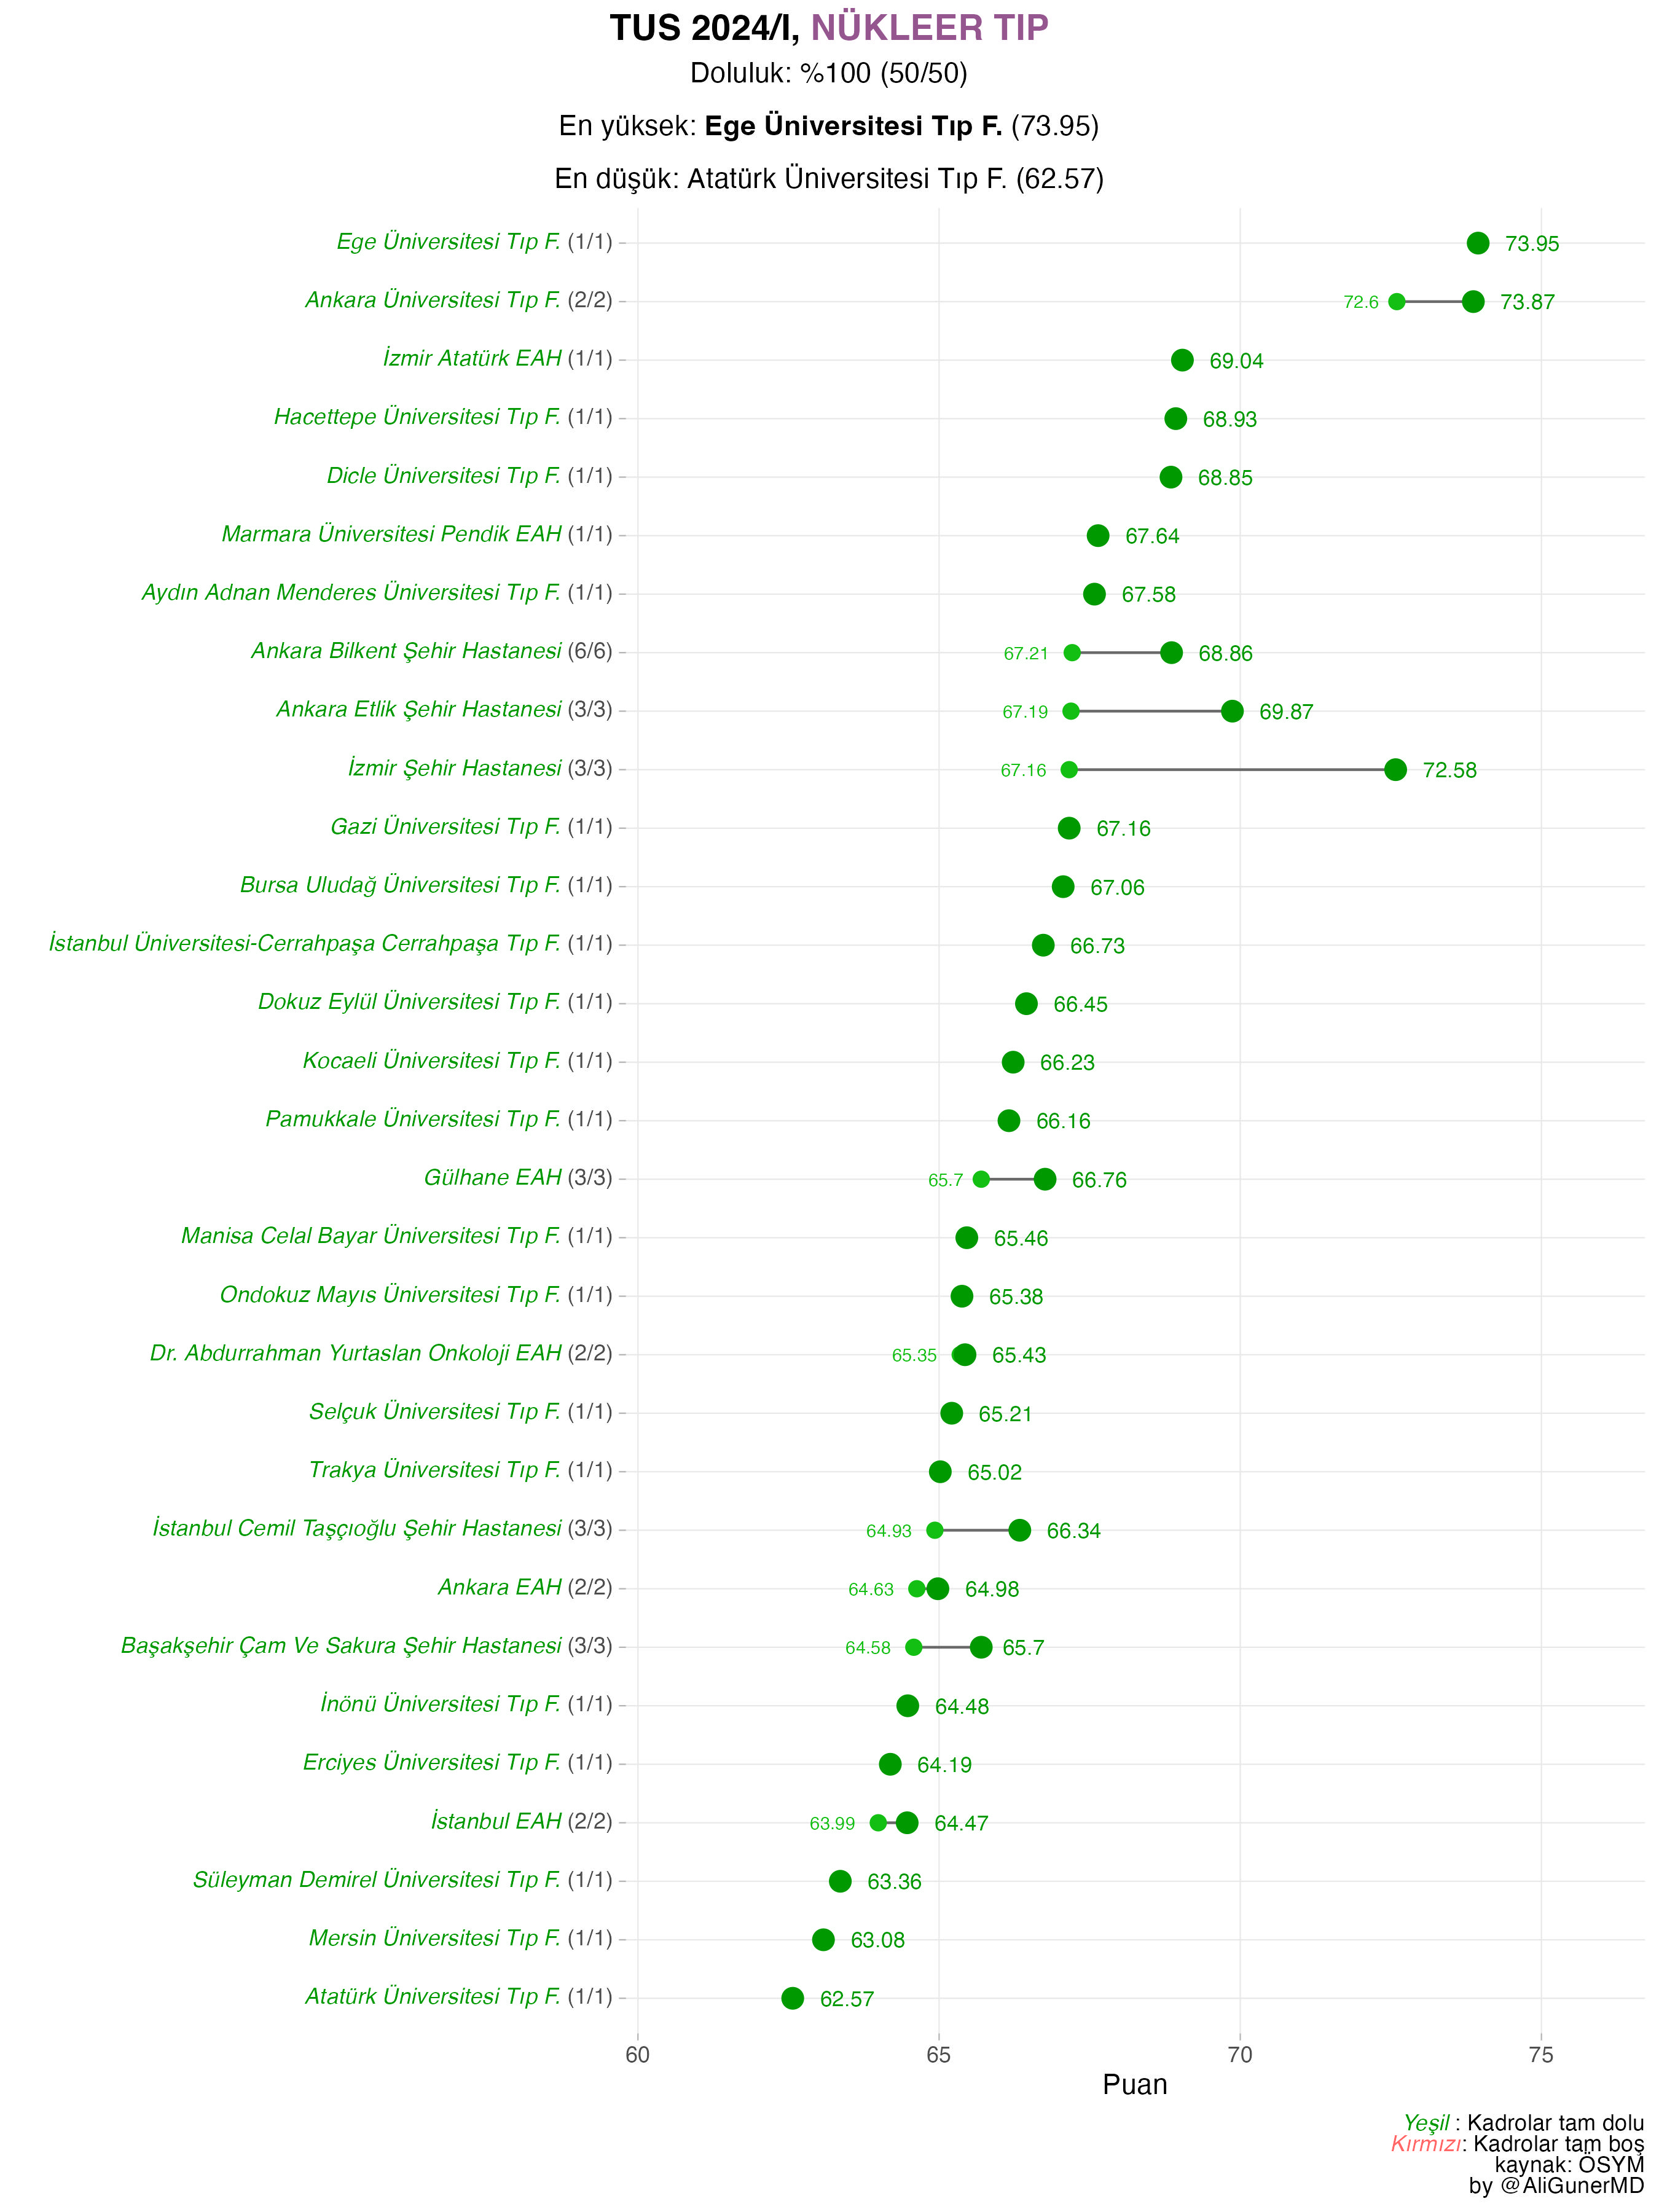 TUS 2024/I, NÜKLEER TIP
Doluluk: %100 (50/50)
En yüksek: Ege Üniversitesi Tıp F. (73.95)
En düşük: Atatürk Üniversitesi Tıp F. (62.57)
Ege Üniversitesi Tıp F. (1/1) 73.95
Ankara Üniversitesi Tıp F. (2/2) 72.6 73.87
İzmir Atatürk EAH (1/1) 69.04
Hacettepe Üniversitesi Tıp F. (1/1) 68.93
Dicle Üniversitesi Tıp F. (1/1) 68.85
Marmara Üniversitesi Pendik EAH (1/1) 67.64
Aydın Adnan Menderes Üniversitesi Tıp F. (1/1) 67.58
Ankara Bilkent Şehir Hastanesi (6/6) 67.21 68.86
Ankara Etlik Şehir Hastanesi (3/3) 67.19 69.87
İzmir Şehir Hastanesi (3/3) 67.16 72.58
Gazi Üniversitesi Tıp F. (1/1) 67.16
Bursa Uludağ Üniversitesi Tıp F. (1/1) 67.06
İstanbul Üniversitesi-Cerrahpaşa Cerrahpaşa Tıp F. (1/1) 66.73
Dokuz Eylül Üniversitesi Tıp F. (1/1) 66.45
Kocaeli Üniversitesi Tıp F. (1/1) 66.23
Pamukkale Üniversitesi Tıp F. (1/1) 66.16
Gülhane EAH (3/3) 65.7 66.76
Manisa Celal Bayar Üniversitesi Tıp F. (1/1) 65.46
Ondokuz Mayıs Üniversitesi Tıp F. (1/1) 65.38
Dr. Abdurrahman Yurtaslan Onkoloji EAH (2/2) 65.35 65.43
Selçuk Üniversitesi Tıp F. (1/1) 65.21
Trakya Üniversitesi Tıp F. (1/1) 65.02
İstanbul Cemil Taşçıoğlu Şehir Hastanesi (3/3) 64.93 66.34
Ankara EAH (2/2) 64.63 64.98
Başakşehir Çam Ve Sakura Şehir Hastanesi (3/3) 64.58 65.7
İnönü Üniversitesi Tıp F. (1/1) 64.48
Erciyes Üniversitesi Tıp F. (1/1) 64.19
İstanbul EAH (2/2) 63.99 64.47
Süleyman Demirel Üniversitesi Tıp F. (1/1) 63.36
Mersin Üniversitesi Tıp F. (1/1) 63.08
Atatürk Üniversitesi Tıp F. (1/1) 62.57
60 65 70 75
Puan
Yeşil : Kadrolar tam dolu
Kırmızı: Kadrolar tam boş
kaynak: ÖSYM
by @AliGunerMD